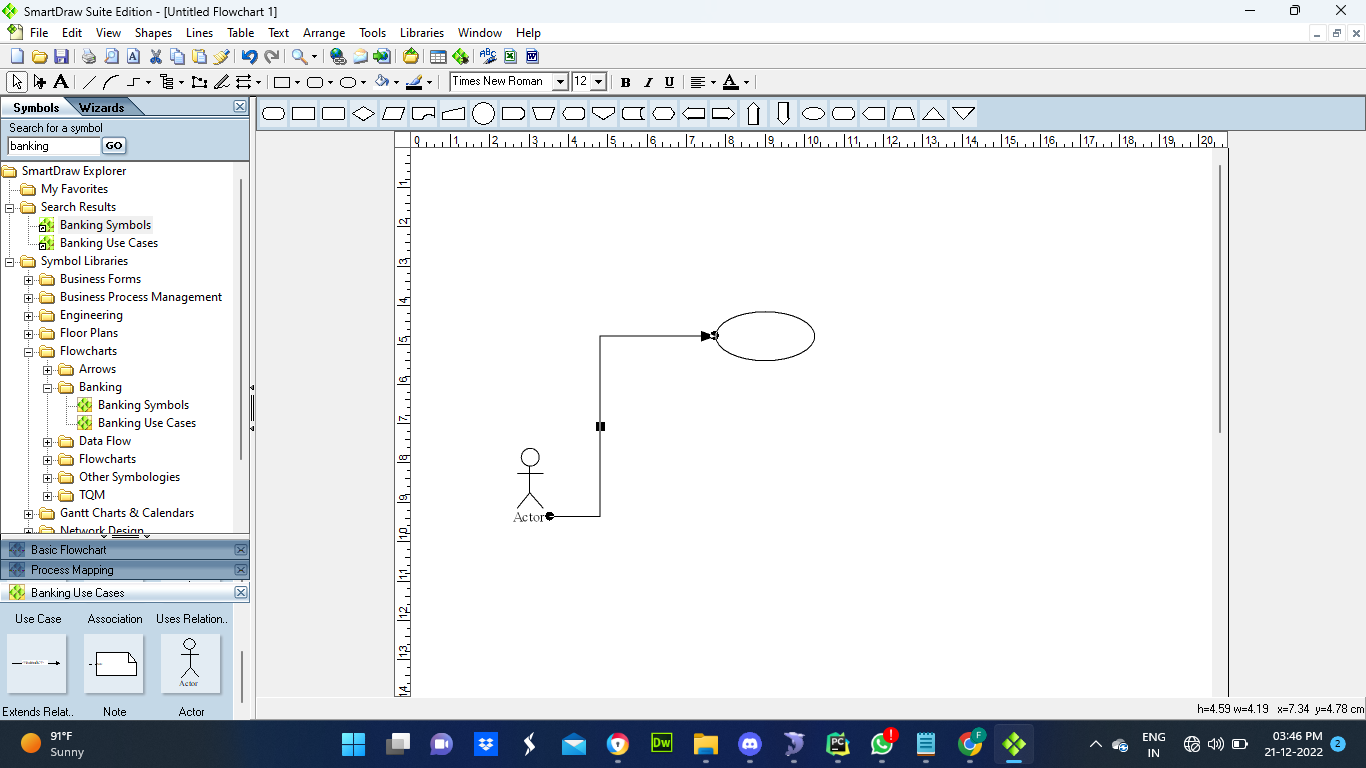 SmartDraw Suite Edition - [Untitled Flowchart 1]
File Edit View Shapes Lines Table Text Arrange Tools Libraries Window Help
Times New Roman 12 B I U A
Symbols Wizards
Search for a symbol
banking GO
SmartDraw Explorer
My Favorites
Search Results
Banking Symbols
Banking Use Cases
Symbol Libraries
Business Forms
Business Process Management
Engineering
Floor Plans
Flowcharts
Arrows
Banking
Banking Symbols
Banking Use Cases
Data Flow
Flowcharts
Other Symbologies
TQM
Gantt Charts & Calendars
Network Design
Basic Flowchart
Process Mapping
Banking Use Cases
Use Case Association Uses Relation..
Actor
Extends Relat.. Note Actor
0 1 2 3 4 5 6 7 8 9 10 11 12 13 14 15 16 17 18 19 20
1
2
3
4
5
6
7
8
9
10
11
12
13
14
Actor
h=4.59 w=4.19 x=7.34 y=4.78 cm
91°F
Sunny
Dw
PC
F
ENG
IN
03:46 PM
21-12-2022
2